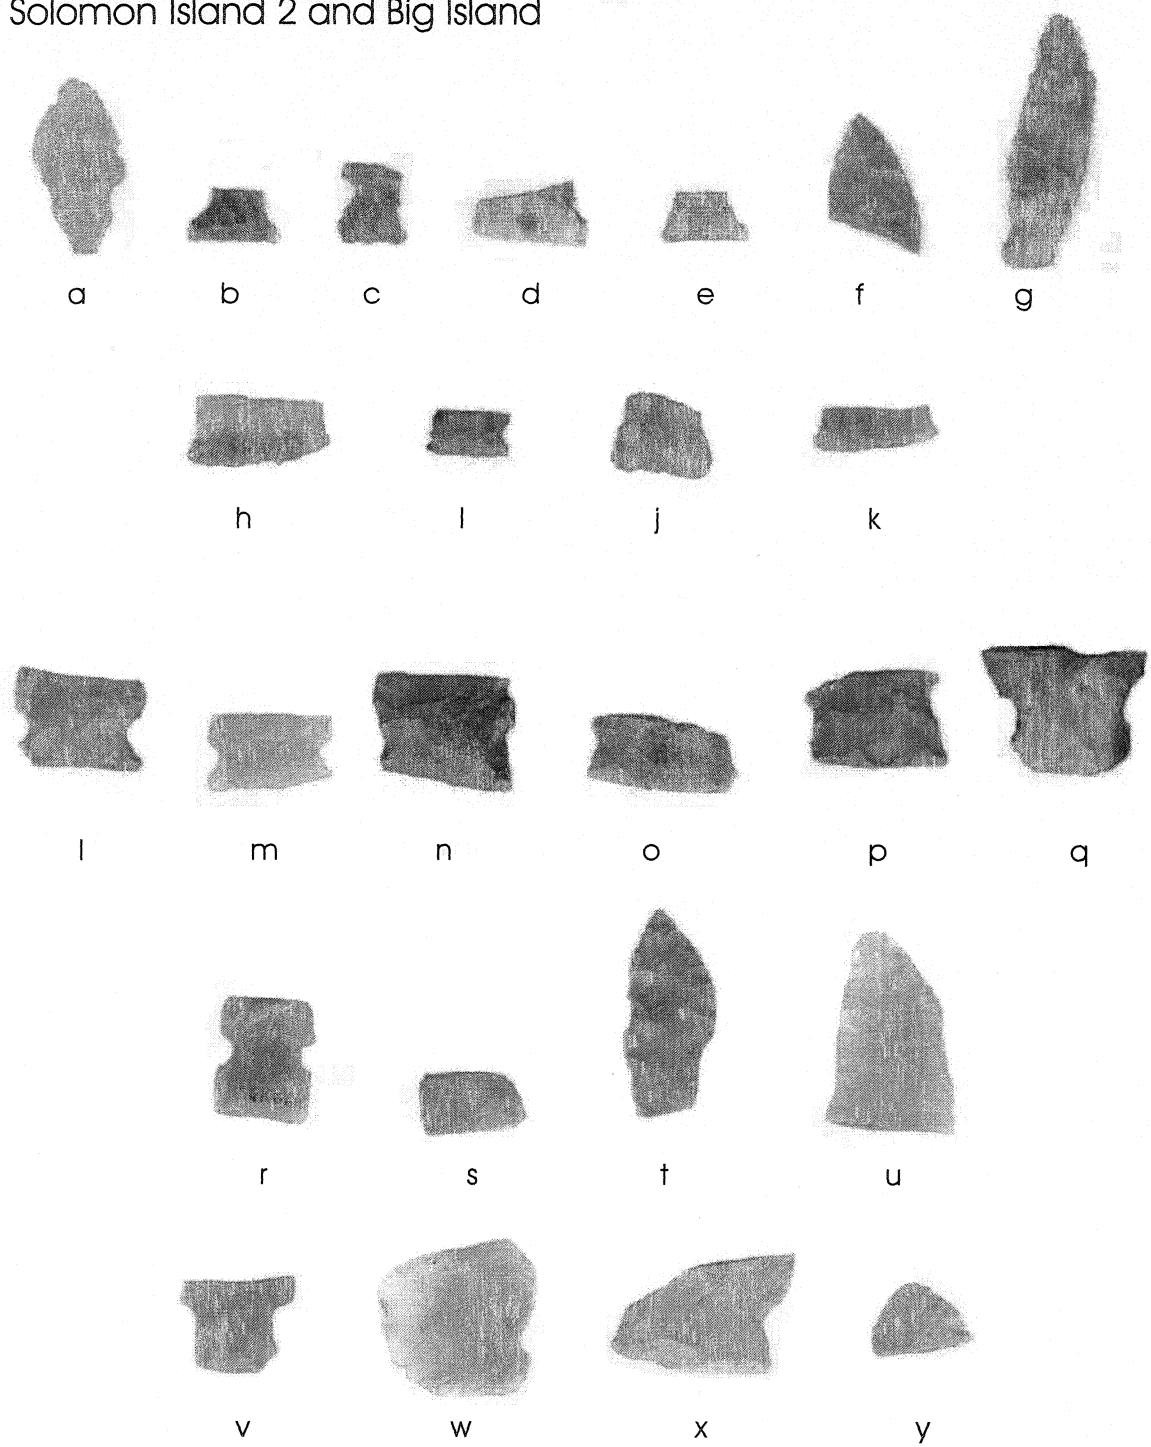 Solomon Island 2 and Big Island
a b c d e f g
h l j k
l m n o p q
r s t u
v w x y